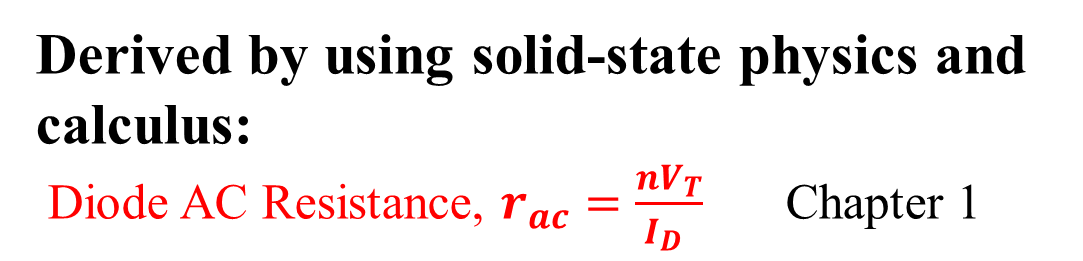 Derived by using solid-state physics and
calculus:
Diode AC Resistance, r_ac = nV_T / I_D Chapter 1